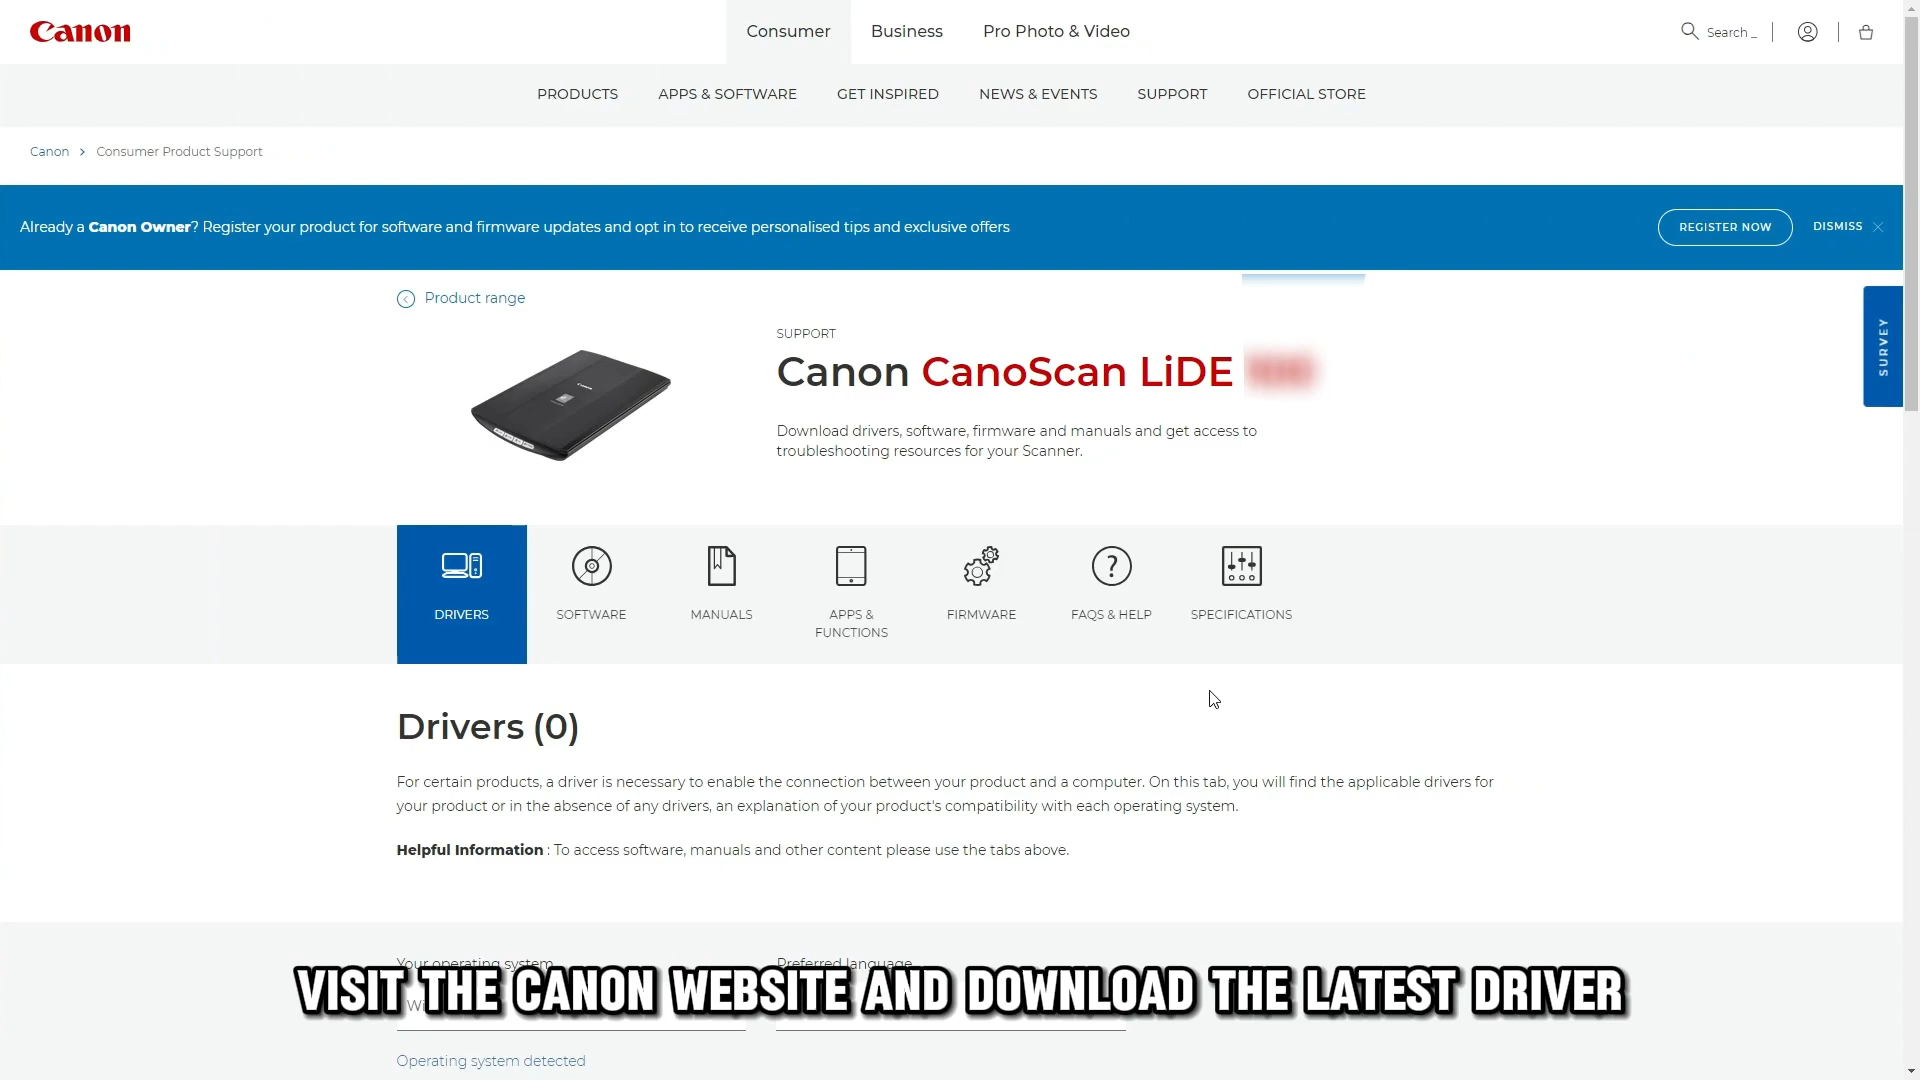 Canon
Consumer
Business
Pro Photo & Video
Search _
PRODUCTS
APPS & SOFTWARE
GET INSPIRED
NEWS & EVENTS
SUPPORT
OFFICIAL STORE
Canon
Consumer Product Support
Already a Canon Owner? Register your product for software and firmware updates and opt in to receive personalised tips and exclusive offers
REGISTER NOW
DISMISS
SURVEY
Product range
SUPPORT
Canon CanoScan LiDE
Download drivers, software, firmware and manuals and get access to
troubleshooting resources for your Scanner.
DRIVERS
SOFTWARE
MANUALS
APPS &
FUNCTIONS
FIRMWARE
FAQS & HELP
SPECIFICATIONS
Drivers (0)
For certain products, a driver is necessary to enable the connection between your product and a computer. On this tab, you will find the applicable drivers for
your product or in the absence of any drivers, an explanation of your product's compatibility with each operating system.
Helpful Information : To access software, manuals and other content please use the tabs above.
Your operating system
Preferred language
VISIT THE CANON WEBSITE AND DOWNLOAD THE LATEST DRIVER
Operating system detected